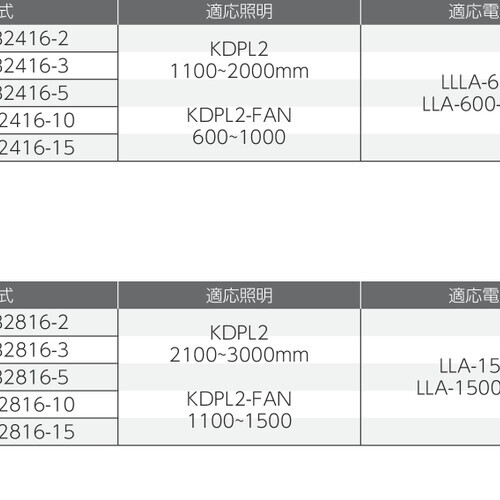 式 適応照明 適応電
32416-2
32416-3
32416-5
2416-10
2416-15
KDPL2
1100~2000mm
KDPL2-FAN
600~1000
LLLA-6
LLA-600-
式 適応照明 適応電
32816-2
32816-3
32816-5
2816-10
2816-15
KDPL2
2100~3000mm
KDPL2-FAN
1100~1500
LLA-15
LLA-1500